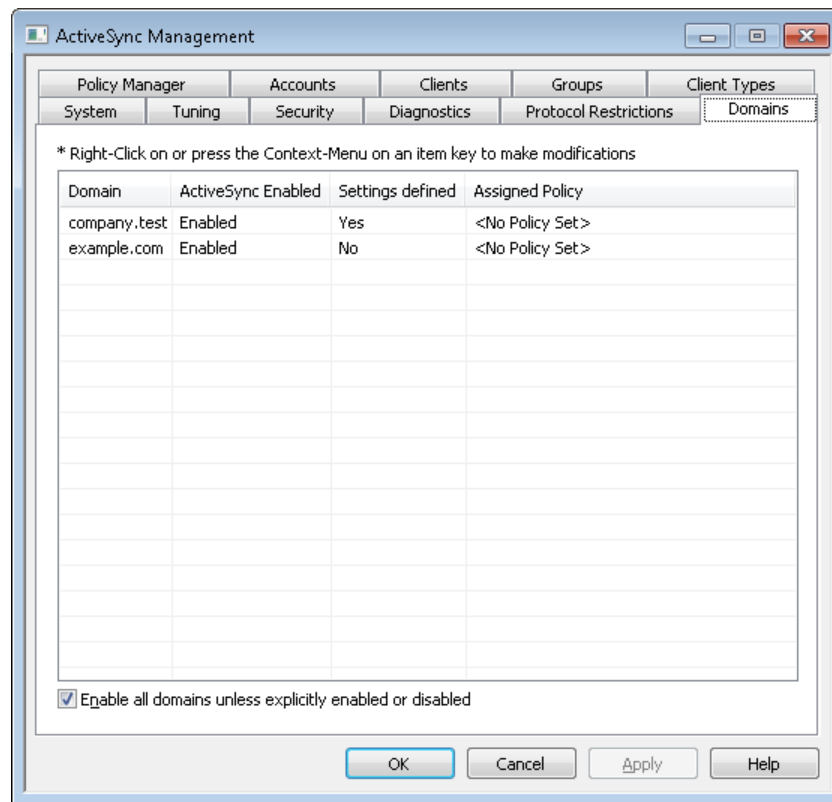 ActiveSync Management
Policy Manager Accounts Clients Groups Client Types
System Tuning Security Diagnostics Protocol Restrictions Domains
* Right-Click on or press the Context-Menu on an item key to make modifications
Domain ActiveSync Enabled Settings defined Assigned Policy
company.test Enabled Yes <No Policy Set>
example.com Enabled No <No Policy Set>
Enable all domains unless explicitly enabled or disabled
OK Cancel Apply Help